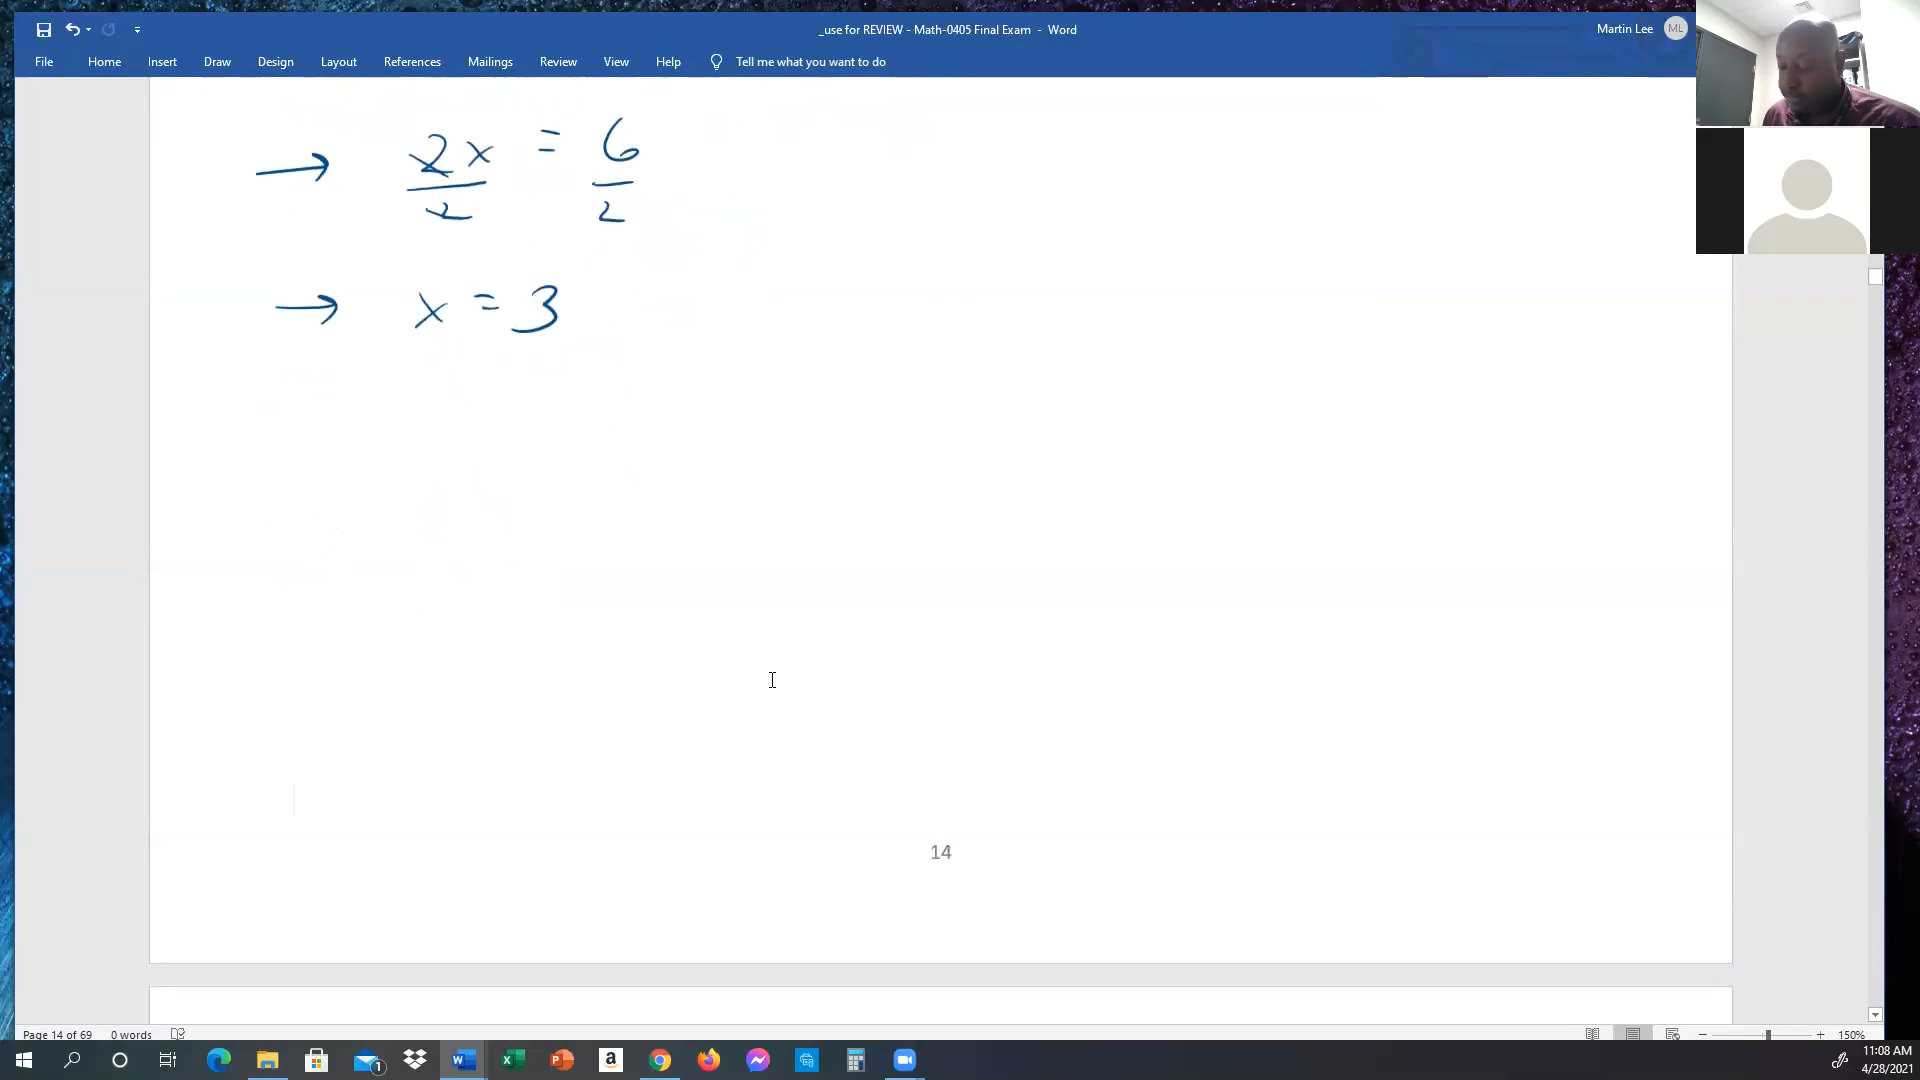 _use for REVIEW - Math-0405 Final Exam - Word
Martin Lee ML
File Home Insert Draw Design Layout References Mailings Review View Help Tell me what you want to do
→ 2x/2 = 6/2
→ x = 3
14
Page 14 of 69 0 words
150%
11:08 AM
4/28/2021